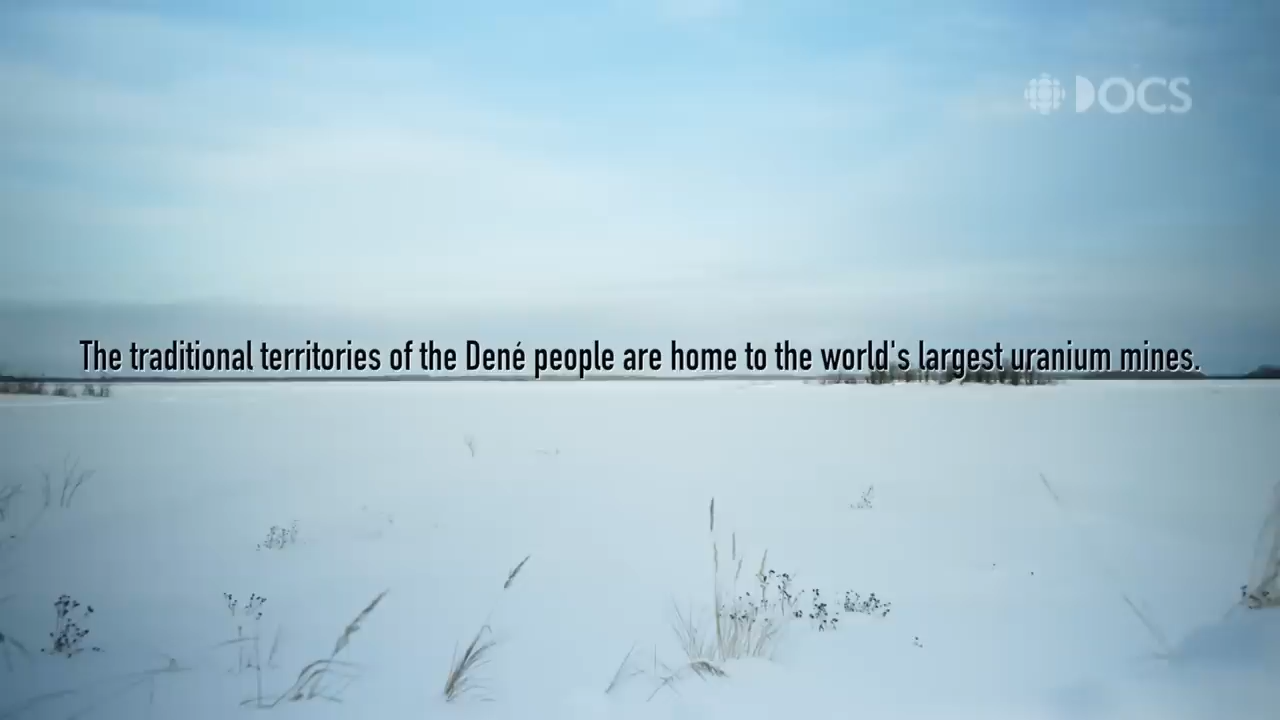 DOCS
The traditional territories of the Dené people are home to the world's largest uranium mines.